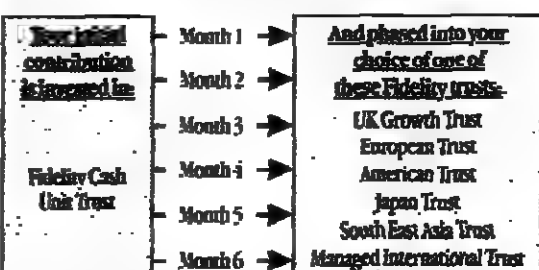 Your initial
contribution
is invested in:
Fidelity Cash
Unit Trust
Month 1
Month 2
Month 3
Month 4
Month 5
Month 6
And phased into your
choice of one of
these Fidelity trusts-
UK Growth Trust
European Trust
American Trust
Japan Trust
South East Asia Trust
Managed International Trust